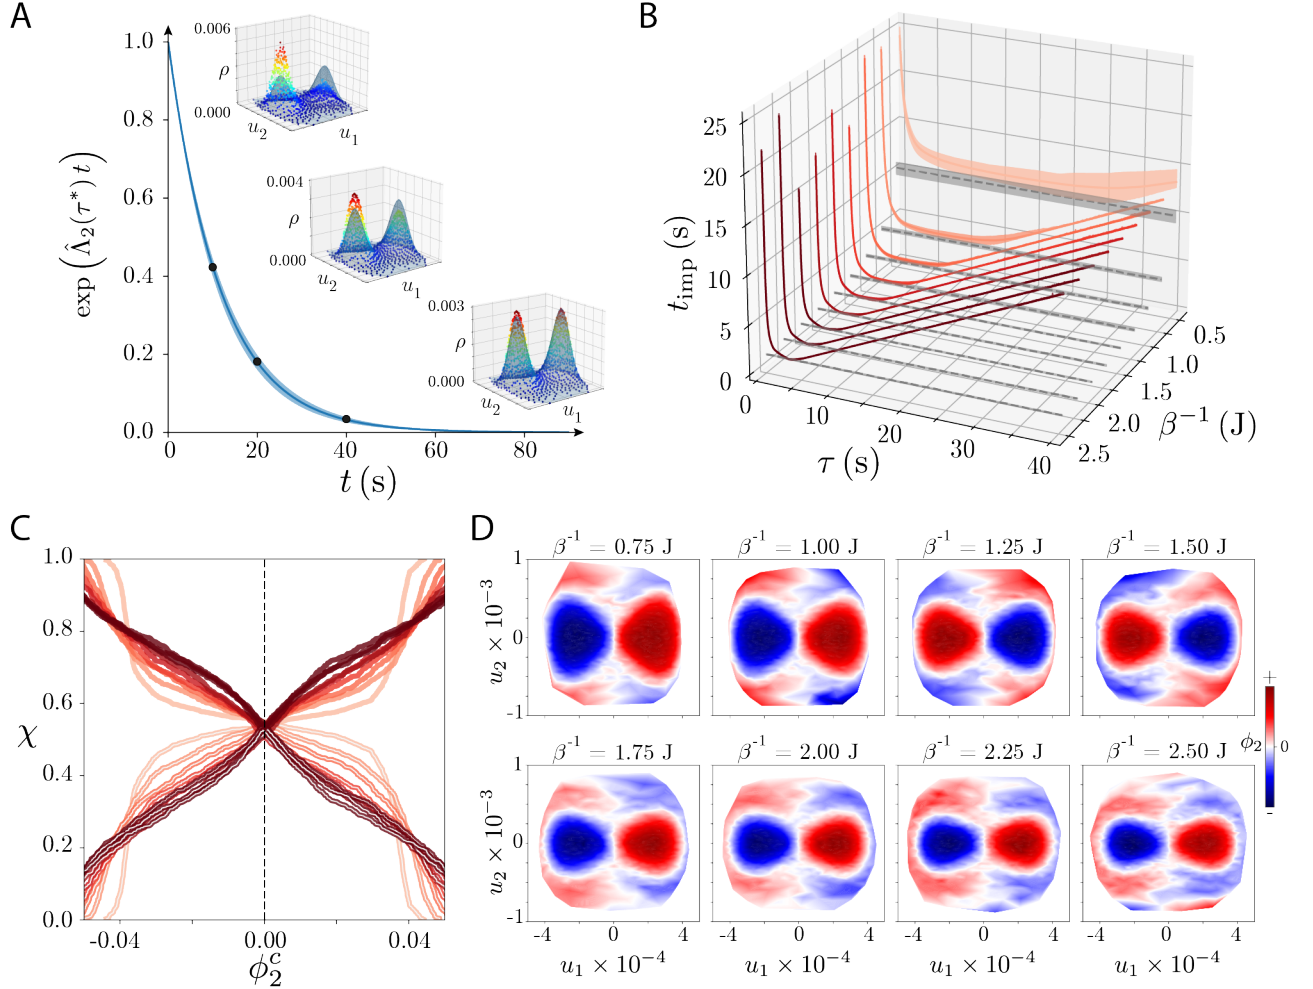 A
1.0
0.8
0.6
0.4
0.2
0.0
exp(Λ̂₂(τ*) t)
0
20
40
60
80
t (s)
0.006
ρ
0.000
u₂
u₁
0.004
ρ
0.000
u₂
u₁
0.003
ρ
0.000
u₂
u₁
B
25
20
15
10
5
0
t_imp (s)
0
10
20
30
40
τ (s)
0.5
1.0
1.5
2.0
2.5
β⁻¹ (J)
C
1.0
0.8
0.6
0.4
0.2
0.0
χ
-0.04
0.00
0.04
ϕ₂ᶜ
D
β⁻¹ = 0.75 J
β⁻¹ = 1.00 J
β⁻¹ = 1.25 J
β⁻¹ = 1.50 J
1
0
-1
u₂ × 10⁻³
β⁻¹ = 1.75 J
β⁻¹ = 2.00 J
β⁻¹ = 2.25 J
β⁻¹ = 2.50 J
1
0
-1
u₂ × 10⁻³
-4 0 4
-4 0 4
-4 0 4
-4 0 4
u₁ × 10⁻⁴
u₁ × 10⁻⁴
u₁ × 10⁻⁴
u₁ × 10⁻⁴
+
ϕ₂ 0
-